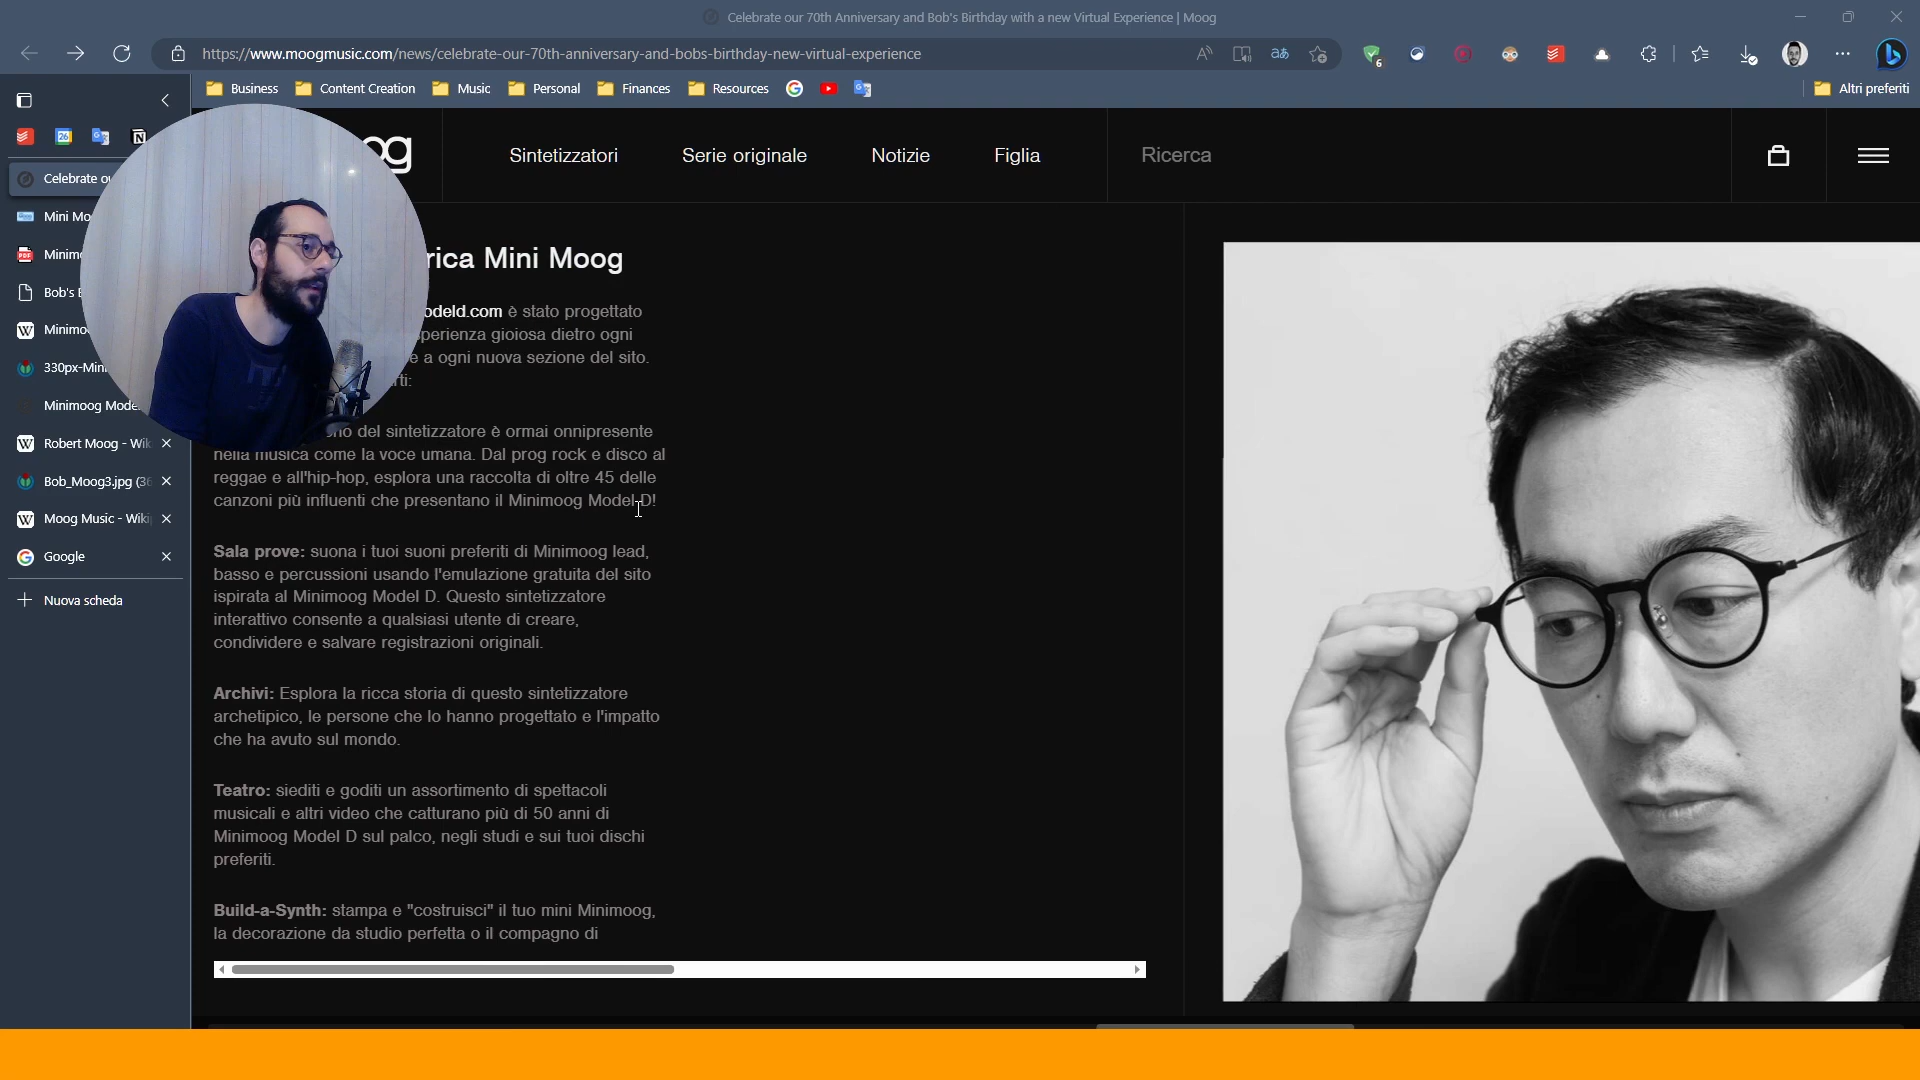 Celebrate our 70th Anniversary and Bob's Birthday with a new Virtual Experience | Moog
https://www.moogmusic.com/news/celebrate-our-70th-anniversary-and-bobs-birthday-new-virtual-experience
6
Business
Content Creation
Music
Personal
Finances
Resources
Altri preferiti
26
Celebrate ou
Mini Mo
Minimo
Bob's B
Minimo
330px-Mini
Minimoog Mode
Robert Moog - Wik
Bob_Moog3.jpg (36
Moog Music - Wiki
Google
Nuova scheda
og
Sintetizzatori
Serie originale
Notizie
Figlia
Ricerca
rica Mini Moog
odeld.com è stato progettato
sperienza gioiosa dietro ogni
e a ogni nuova sezione del sito.
rti:
del sintetizzatore è ormai onnipresente
nella musica come la voce umana. Dal prog rock e disco al
reggae e all'hip-hop, esplora una raccolta di oltre 45 delle
canzoni più influenti che presentano il Minimoog Model D!
Sala prove: suona i tuoi suoni preferiti di Minimoog lead,
basso e percussioni usando l'emulazione gratuita del sito
ispirata al Minimoog Model D. Questo sintetizzatore
interattivo consente a qualsiasi utente di creare,
condividere e salvare registrazioni originali.
Archivi: Esplora la ricca storia di questo sintetizzatore
archetipico, le persone che lo hanno progettato e l'impatto
che ha avuto sul mondo.
Teatro: siediti e goditi un assortimento di spettacoli
musicali e altri video che catturano più di 50 anni di
Minimoog Model D sul palco, negli studi e sui tuoi dischi
preferiti.
Build-a-Synth: stampa e "costruisci" il tuo mini Minimoog,
la decorazione da studio perfetta o il compagno di